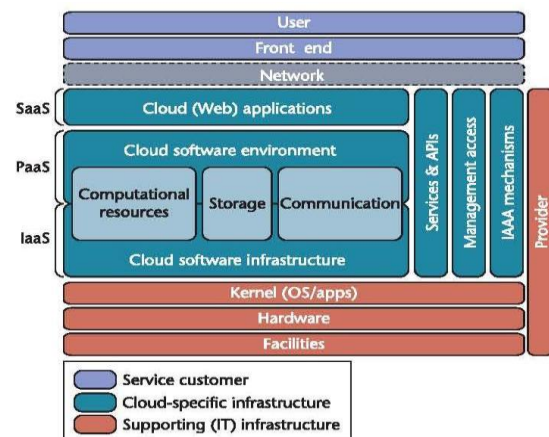 User
Front end
Network
SaaS
Cloud (Web) applications
PaaS
Cloud software environment
Computational
resources
Storage
Communication
IaaS
Cloud software infrastructure
Services & APIs
Management access
IAAA mechanisms
Provider
Kernel (OS/apps)
Hardware
Facilities
Service customer
Cloud-specific infrastructure
Supporting (IT) infrastructure